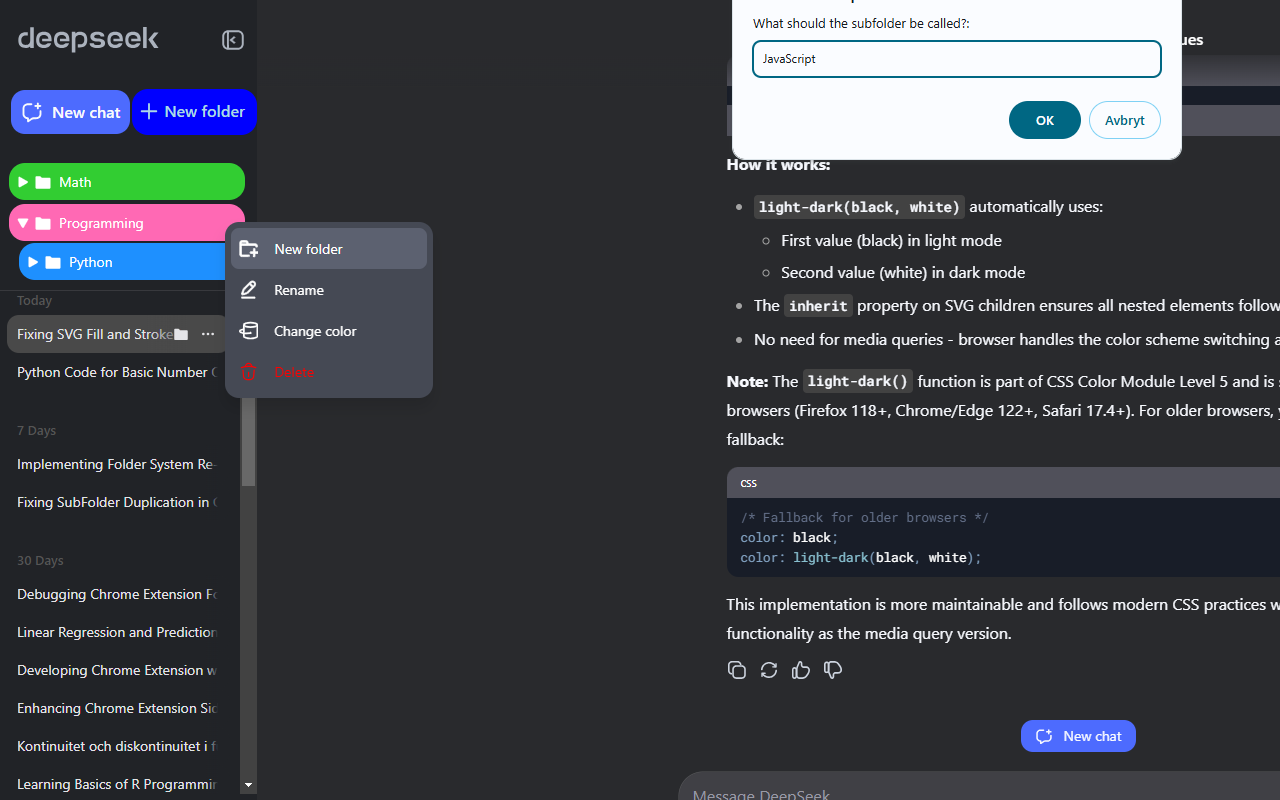 deepseek
New chat
New folder
Math
Programming
Python
Today
Fixing SVG Fill and Stroke
Python Code for Basic Number
7 Days
Implementing Folder System Re-
Fixing SubFolder Duplication in
30 Days
Debugging Chrome Extension
Linear Regression and Prediction
Developing Chrome Extension w
Enhancing Chrome Extension Sid
Kontinuitet och diskontinuitet i f
Learning Basics of R Programmin
New folder
Rename
Change color
Delete
What should the subfolder be called?:
JavaScript
OK
Avbryt
ues
How it works:
light-dark(black, white) automatically uses:
First value (black) in light mode
Second value (white) in dark mode
The inherit property on SVG children ensures all nested elements follow
No need for media queries - browser handles the color scheme switching a
Note: The light-dark() function is part of CSS Color Module Level 5 and is
browsers (Firefox 118+, Chrome/Edge 122+, Safari 17.4+). For older browsers,
fallback:
css
/* Fallback for older browsers */
color: black;
color: light-dark(black, white);
This implementation is more maintainable and follows modern CSS practices w
functionality as the media query version.
New chat
Message DeepSeek